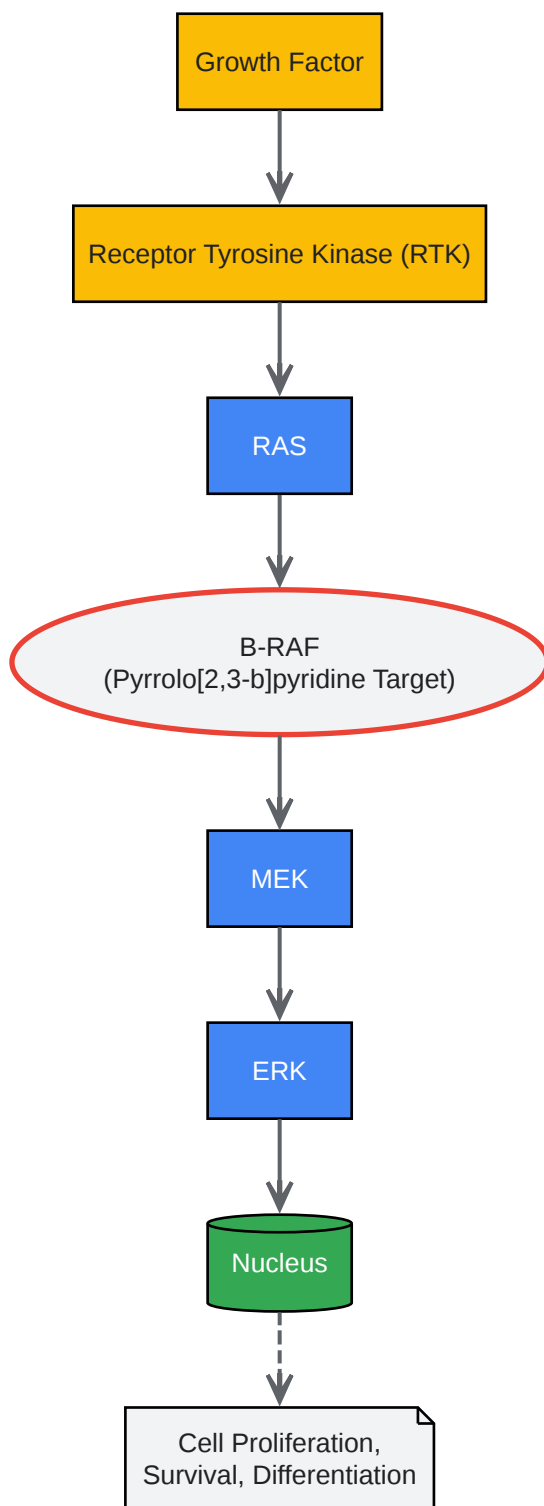 Growth Factor
Receptor Tyrosine Kinase (RTK)
RAS
B-RAF
(Pyrrolo[2,3-b]pyridine Target)
MEK
ERK
Nucleus
Cell Proliferation,
Survival, Differentiation